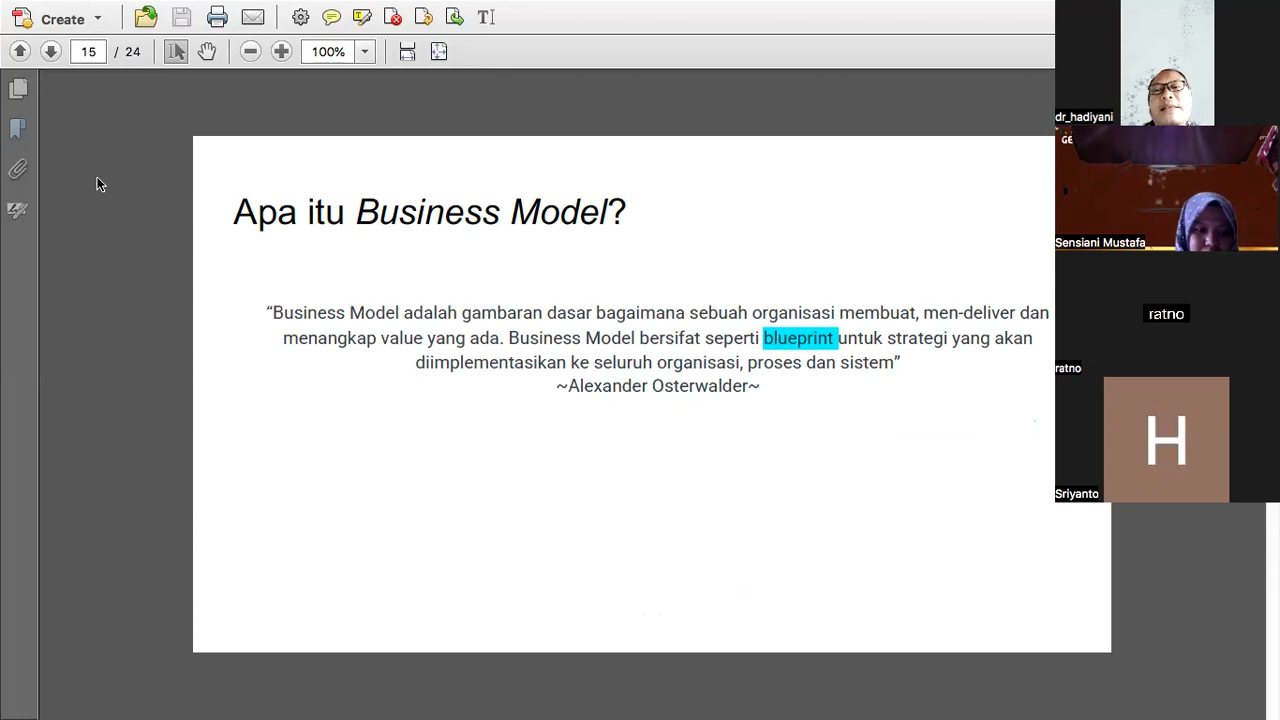 Create
15 / 24
100%
Apa itu Business Model?
“Business Model adalah gambaran dasar bagaimana sebuah organisasi membuat, men-deliver dan
menangkap value yang ada. Business Model bersifat seperti blueprint untuk strategi yang akan
diimplementasikan ke seluruh organisasi, proses dan sistem”
~Alexander Osterwalder~
dr_hadiyani
GE
Sensiani Mustafa
ratno
ratno
H
Sriyanto